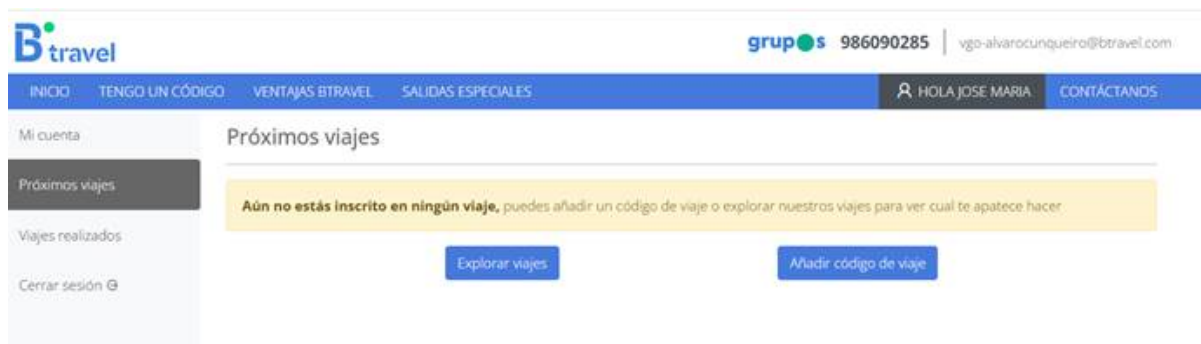 B travel
grupos 986090285 vgo-alvarocunqueiro@btravel.com
INICIO TENGO UN CÓDIGO VENTAJAS BTRAVEL SALIDAS ESPECIALES HOLA JOSE MARIA CONTÁCTANOS
Mi cuenta
Próximos viajes
Viajes realizados
Cerrar sesión
Próximos viajes
Aún no estás inscrito en ningún viaje, puedes añadir un código de viaje o explorar nuestros viajes para ver cual te apatece hacer
Explorar viajes Añadir código de viaje